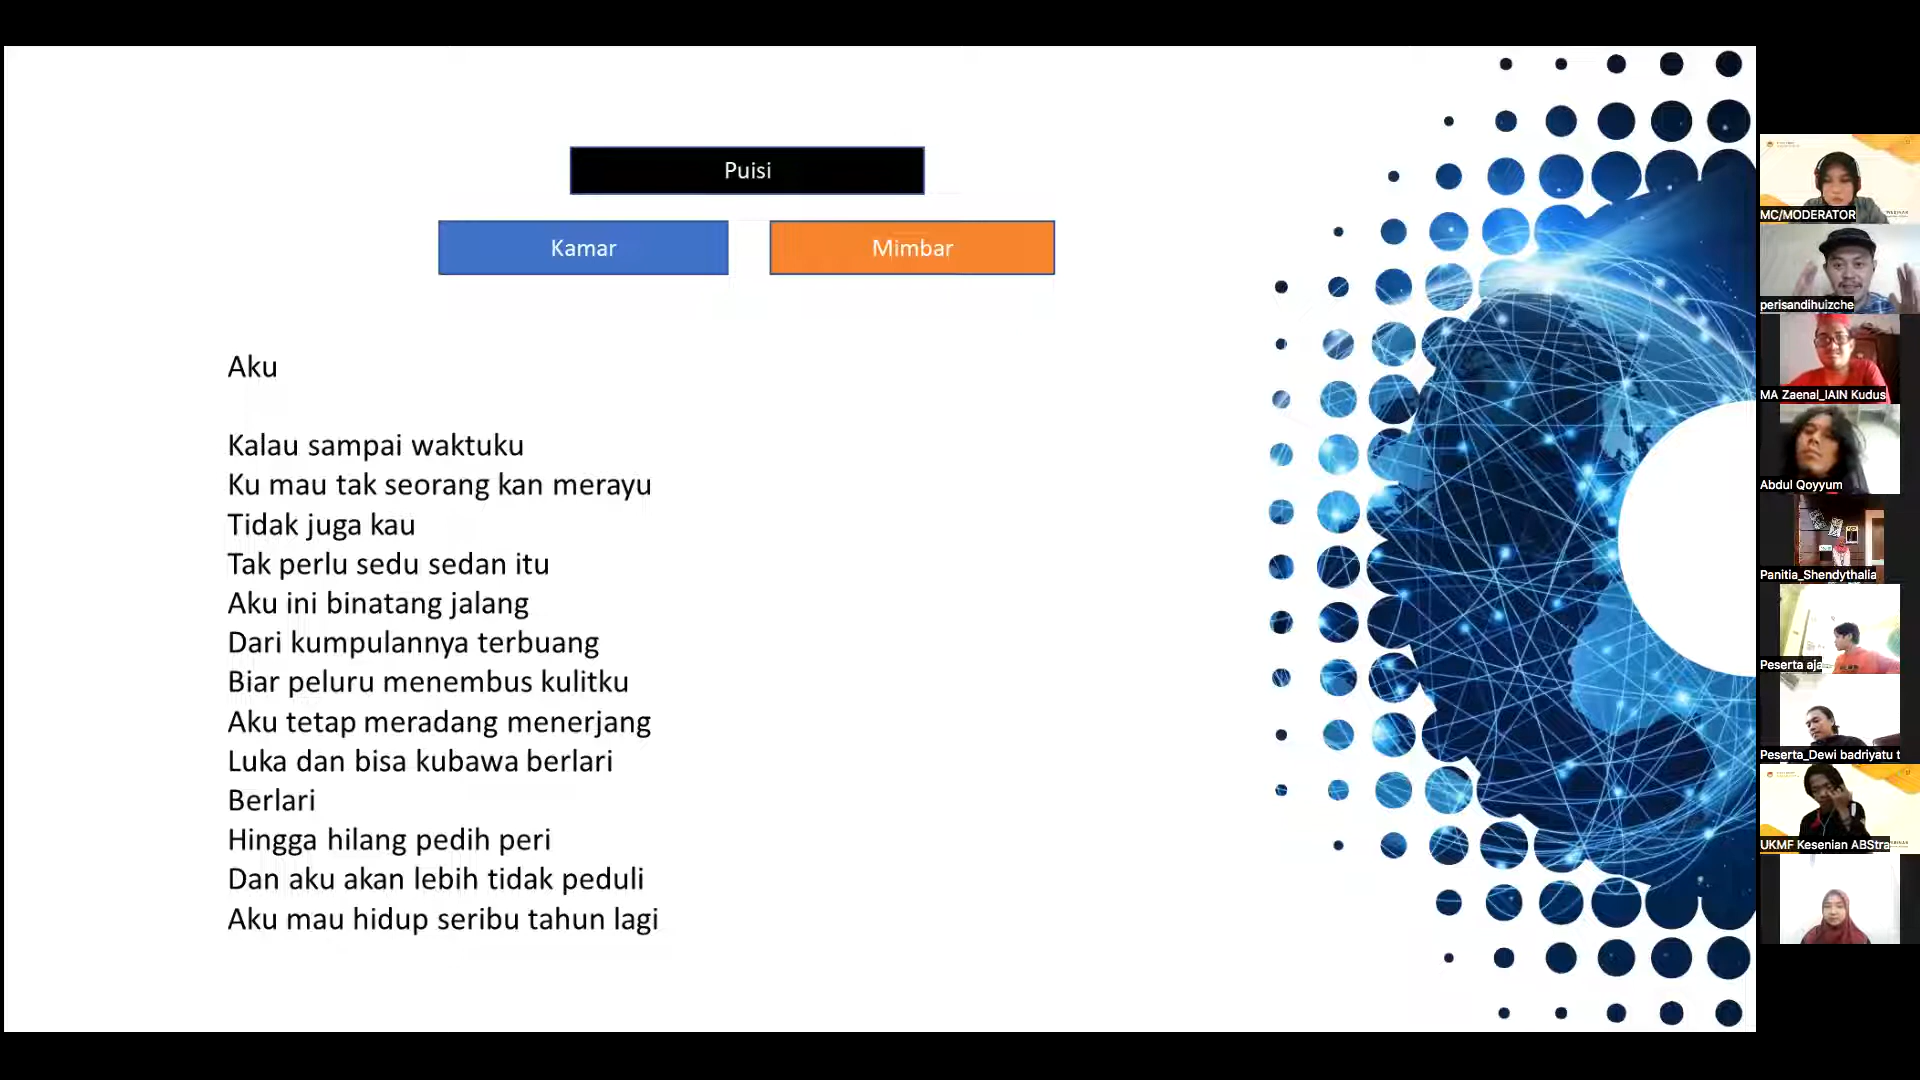 Puisi
Kamar
Mimbar
Aku
Kalau sampai waktuku
Ku mau tak seorang kan merayu
Tidak juga kau
Tak perlu sedu sedan itu
Aku ini binatang jalang
Dari kumpulannya terbuang
Biar peluru menembus kulitku
Aku tetap meradang menerjang
Luka dan bisa kubawa berlari
Berlari
Hingga hilang pedih peri
Dan aku akan lebih tidak peduli
Aku mau hidup seribu tahun lagi
MC/MODERATOR
perisandihuizche
MA Zaenal_IAIN Kudus
Abdul Qoyyum
Panitia_Shendythalia
Peserta aja
Peserta_Dewi badriyatu t
UKMF Kesenian ABStra